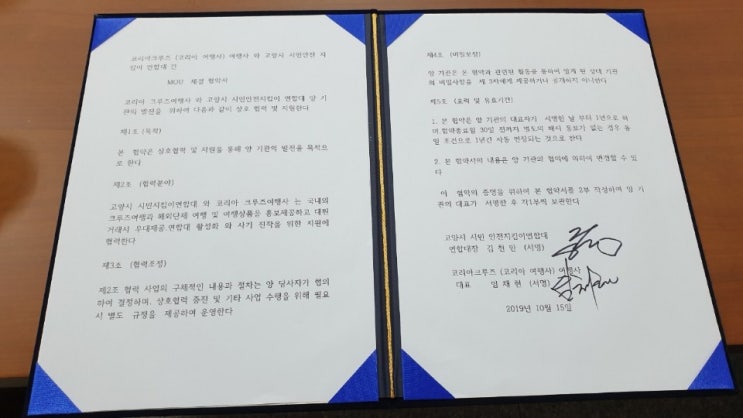 코리아크루즈 (코리아 여행사) 여행사 와 고양시 시민안전 지
킴이 연합대 간
MOU 체결 협약서
코리아 크루즈여행사 와 고양시 시민안전지킴이 연합대 양 기
관의 발전을 위하여 다음과 같이 상호 협력 및 지원한다
제1조 (목적)
본 협약은 상호협력 및 지원를 통해 양 기관의 발전을 목적으
로 한다
제2조 (협력분야)
고양시 시민지킴이연합대 와 코리아 크루즈여행사 는 국내외
크루즈여행과 해외단체 여행 및 여행상품을 홍보제공하고 대원
거래시 우대제공.연합대 활성화 와 사기 진작을 위한 지원에
협력한다
제3조 (협력조정)
제2조 협력 사업의 구체적인 내용과 절차는 양 당사자가 협의
하여 결정하며, 상호협력 증진 및 기타 사업 수행을 위해 필요
시 별도 규정을 제공하여 운영한다
제4조 (비밀보장)
양 기관은 본 협약과 관련된 활동을 통하여 알게 된 상대 기관
의 비밀사항을 제 3자에게 제공하거나 공개하지 아니한다
제5조 (효력 및 유효기간)
1. 본 협약은 양 기관의 대표자가 서명한 날 부터 1년으로 하
며 협약종료일 30일 전까지 별도의 해지 통보가 없는 경우 동
일 조건으로 1년간 자동 연장되는 것으로 한다
2. 본 협약서의 내용은 양 기관의 협의에 의하여 변경할 수 있
다
이 협약의 증명을 위하여 본 협약서를 2부 작성하며 양 기
관의 대표가 서명한 후 각1부씩 보관한다
고양시 시민 안전지킴이연합대
연합대장 김 천 만 (서명)
코리아크루즈 (코리아 여행사) 여행사
대표 임 재 현 (서명)
2019년 10월 15일